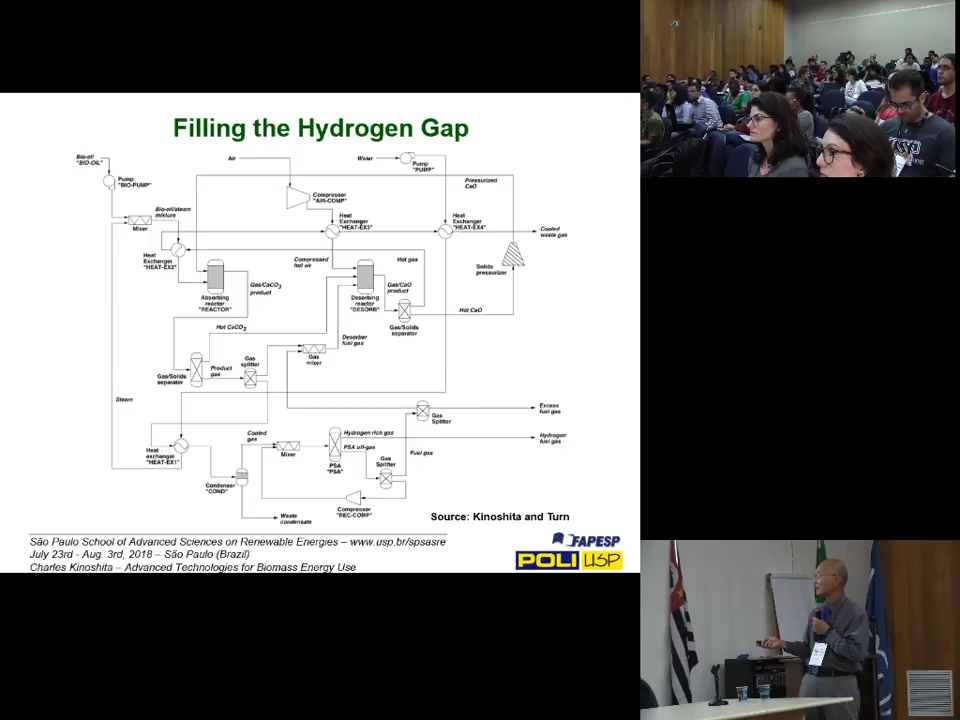 Filling the Hydrogen Gap
Bio-oil
"BIO-OIL"
Air
Water
Pump
"PUMP"
Pump
"BIO-PUMP"
Pressurized
CaO
Compressor
"AIR-COMP"
Bio-oil/steam
mixture
Mixer
Heat
Exchanger
"HEAT-EX3"
Heat
Exchanger
"HEAT-EX4"
Cooled
waste gas
Heat
Exchanger
"HEAT-EX2"
Compressed
hot air
Hot gas
Solids
pressurizer
Gas/CaCO3
product
Gas/CaO
product
Absorbing
reactor
"REACTOR"
Desorbing
reactor
"DESORB"
Hot CaO
Gas/Solids
separator
Hot CaCO3
Desorber
fuel gas
Gas
mixer
Gas
splitter
Product
gas
Gas/Solids
separator
Steam
Excess
fuel gas
Gas
Splitter
Cooled
gas
Hydrogen-rich gas
Hydrogen
fuel gas
PSA off-gas
Mixer
Fuel gas
Heat
exchanger
"HEAT-EX1"
PSA
"PSA"
Gas
Splitter
Condenser
"COND"
Compressor
"REC-COMP"
Waste
condensate
Source: Kinoshita and Turn
São Paulo School of Advanced Sciences on Renewable Energies – www.usp.br/spsasre
July 23rd - Aug. 3rd, 2018 – São Paulo (Brazil)
Charles Kinoshita – Advanced Technologies for Biomass Energy Use
FAPESP
POLI USP